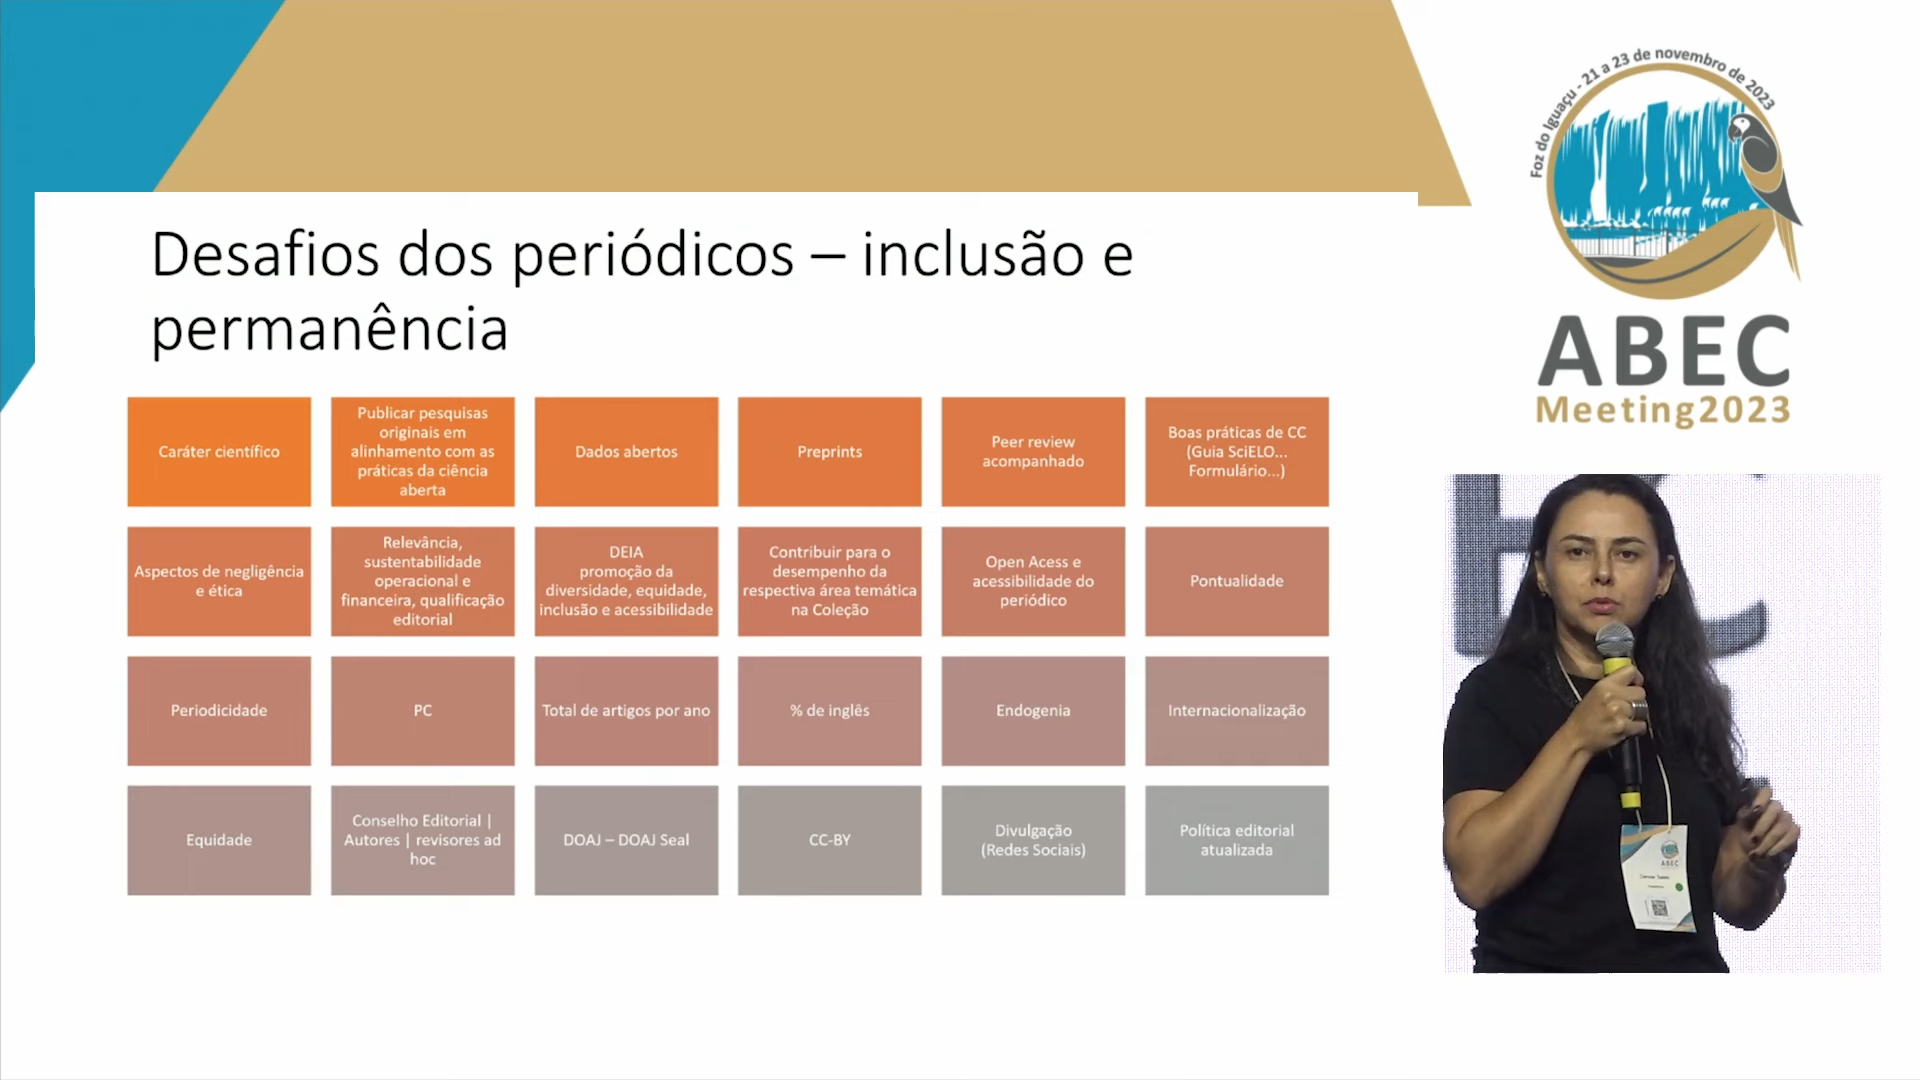 Foz do Iguaçu - 21 a 23 de novembro de 2023
ABEC
Meeting2023
Desafios dos periódicos – inclusão e
permanência
Caráter científico
Publicar pesquisas
originais em
alinhamento com as
práticas da ciência
aberta
Dados abertos
Preprints
Peer review
acompanhado
Boas práticas de CC
(Guia SciELO...
Formulário...)
Aspectos de negligência
e ética
Relevância,
sustentabilidade
operacional e
financeira, qualificação
editorial
DEIA
promoção da
diversidade, equidade,
inclusão e acessibilidade
Contribuir para o
desempenho da
respectiva área temática
na Coleção
Open Acess e
acessibilidade do
periódico
Pontualidade
Periodicidade
PC
Total de artigos por ano
% de inglês
Endogenia
Internacionalização
Equidade
Conselho Editorial |
Autores | revisores ad
hoc
DOAJ – DOAJ Seal
CC-BY
Divulgação
(Redes Sociais)
Política editorial
atualizada
ABEC